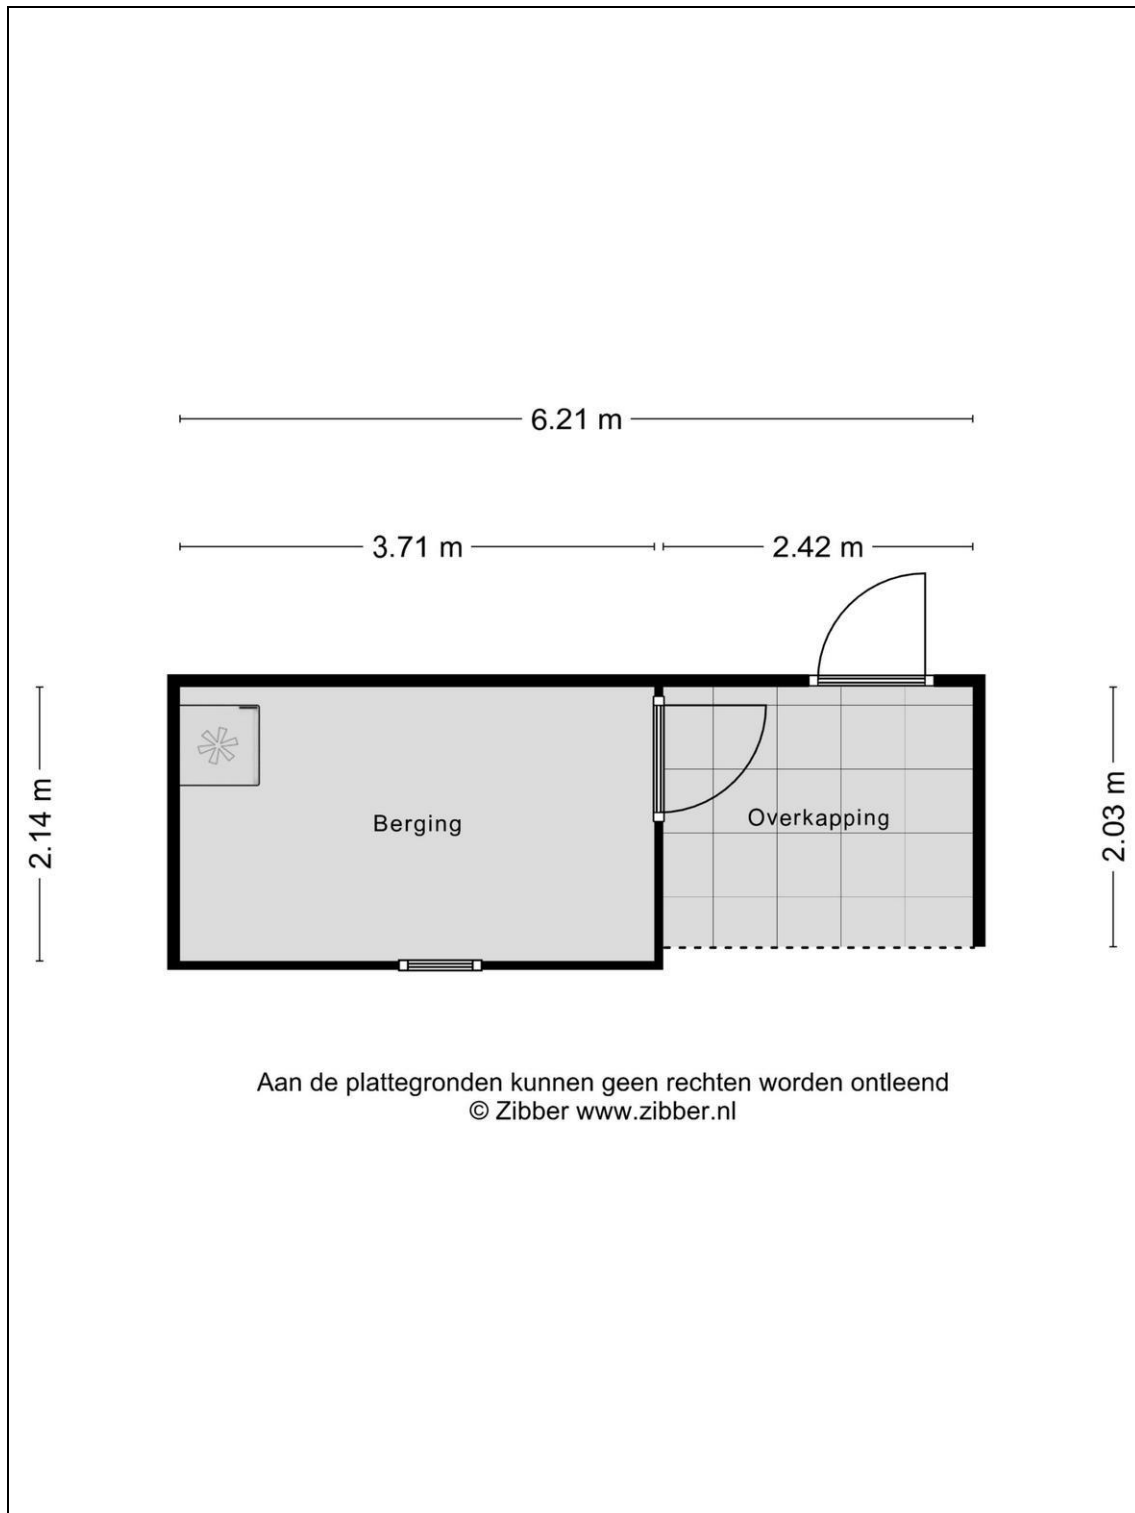 6.21 m
3.71 m
2.42 m
2.14 m
2.03 m
Berging
Overkapping
Aan de plattegronden kunnen geen rechten worden ontleend
© Zibber www.zibber.nl